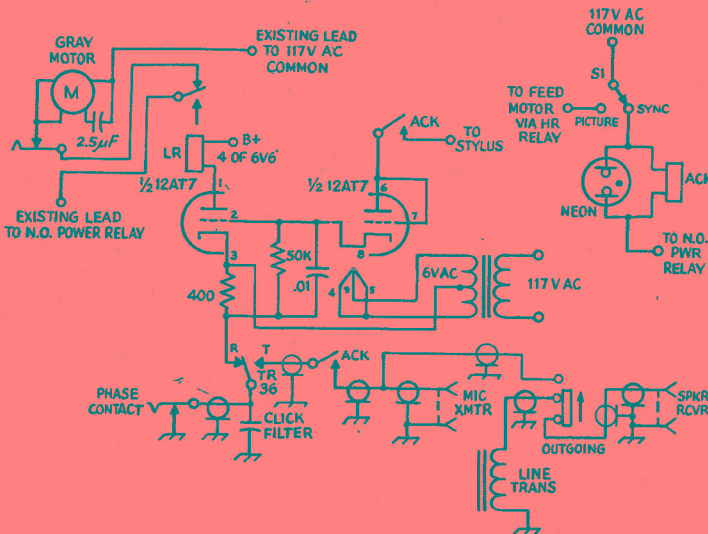 GRAY
MOTOR
M
2.5µF
EXISTING LEAD
TO 117V AC
COMMON
LR
B+
4 OF 6V6
ACK
TO
STYLUS
½ 12AT7
1
2
3
½ 12AT7
6
7
8
EXISTING LEAD
TO N.O. POWER RELAY
50K
.01
400
4
9
5
6VAC
117V AC
117V AC
COMMON
S1
SYNC
TO FEED
MOTOR
VIA HR
RELAY
PICTURE
NEON
ACK
TO N.O.
PWR
RELAY
R
T
TR
36
ACK
PHASE
CONTACT
CLICK
FILTER
MIC
XMTR
LINE
TRANS
OUTGOING
SPKR
RCVR